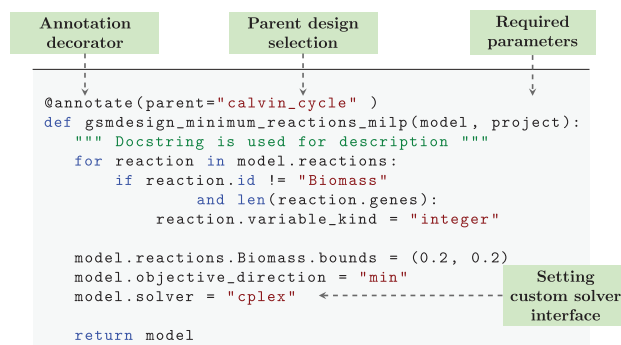 Annotation
decorator
Parent design
selection
Required
parameters
@annotate(parent="calvin_cycle" )
def gsmdesign_minimum_reactions_milp(model, project):
""" Docstring is used for description """
for reaction in model.reactions:
if reaction.id != "Biomass"
and len(reaction.genes):
reaction.variable_kind = "integer"
model.reactions.Biomass.bounds = (0.2, 0.2)
model.objective_direction = "min"
model.solver = "cplex"
Setting
custom solver
interface
return model